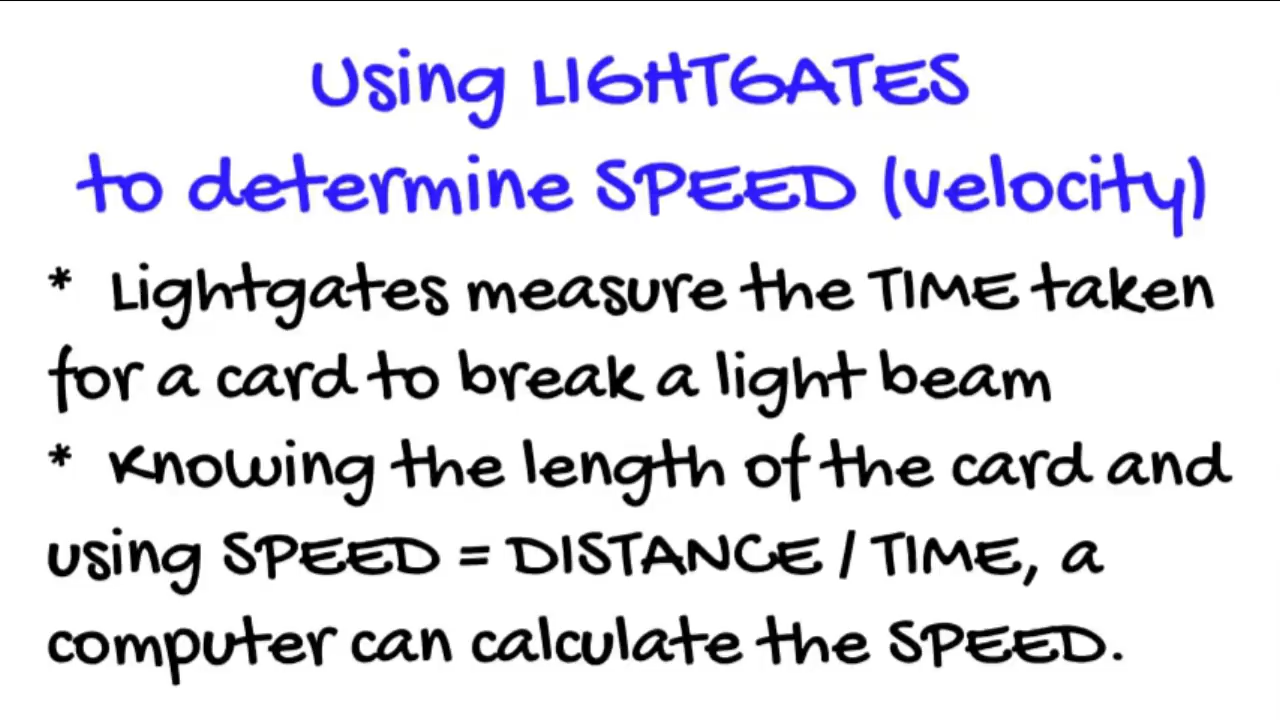 Using LIGHTGATES
to determine SPEED (velocity)
* Lightgates measure the TIME taken
for a card to break a light beam
* Knowing the length of the card and
using SPEED = DISTANCE / TIME, a
computer can calculate the SPEED.